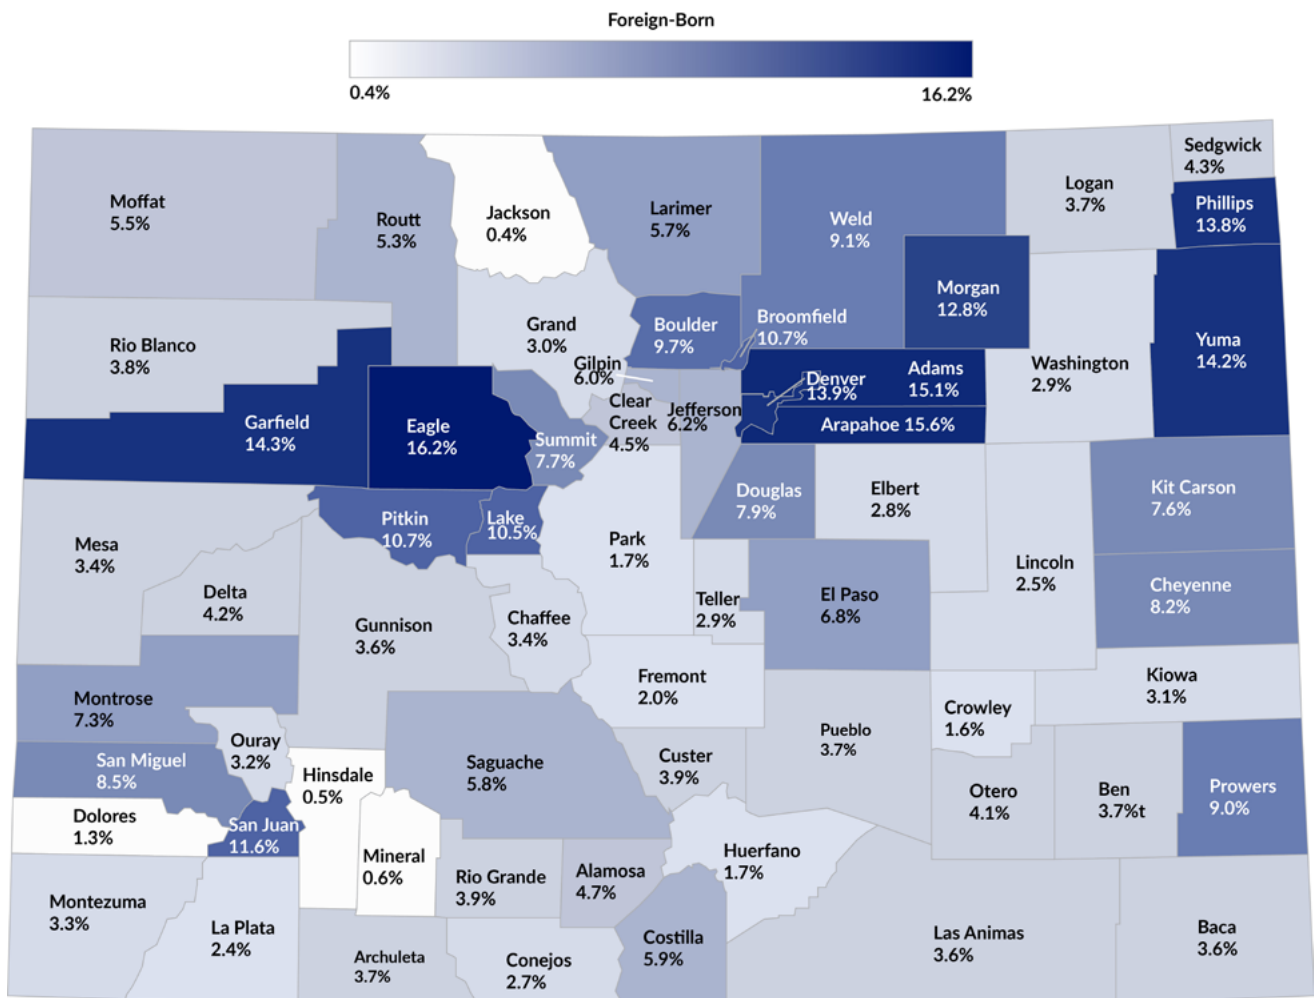 Foreign-Born
0.4%
16.2%
Moffat
5.5%
Routt
5.3%
Jackson
0.4%
Larimer
5.7%
Weld
9.1%
Logan
3.7%
Sedgwick
4.3%
Phillips
13.8%
Morgan
12.8%
Rio Blanco
3.8%
Grand
3.0%
Boulder
9.7%
Broomfield
10.7%
Gilpin
6.0%
Washington
2.9%
Yuma
14.2%
Garfield
14.3%
Eagle
16.2%
Summit
7.7%
Clear
Creek
4.5%
Jefferson
6.2%
Denver
13.9%
Adams
15.1%
Arapahoe 15.6%
Mesa
3.4%
Pitkin
10.7%
Lake
10.5%
Park
1.7%
Douglas
7.9%
Elbert
2.8%
Lincoln
2.5%
Kit Carson
7.6%
Cheyenne
8.2%
Delta
4.2%
Gunnison
3.6%
Chaffee
3.4%
Teller
2.9%
El Paso
6.8%
Montrose
7.3%
Fremont
2.0%
Crowley
1.6%
Kiowa
3.1%
San Miguel
8.5%
Ouray
3.2%
Hinsdale
0.5%
Saguache
5.8%
Custer
3.9%
Pueblo
3.7%
Otero
4.1%
Ben
3.7%t
Prowers
9.0%
Dolores
1.3%
San Juan
11.6%
Mineral
0.6%
Rio Grande
3.9%
Alamosa
4.7%
Huerfano
1.7%
Montezuma
3.3%
La Plata
2.4%
Archuleta
3.7%
Conejos
2.7%
Costilla
5.9%
Las Animas
3.6%
Baca
3.6%